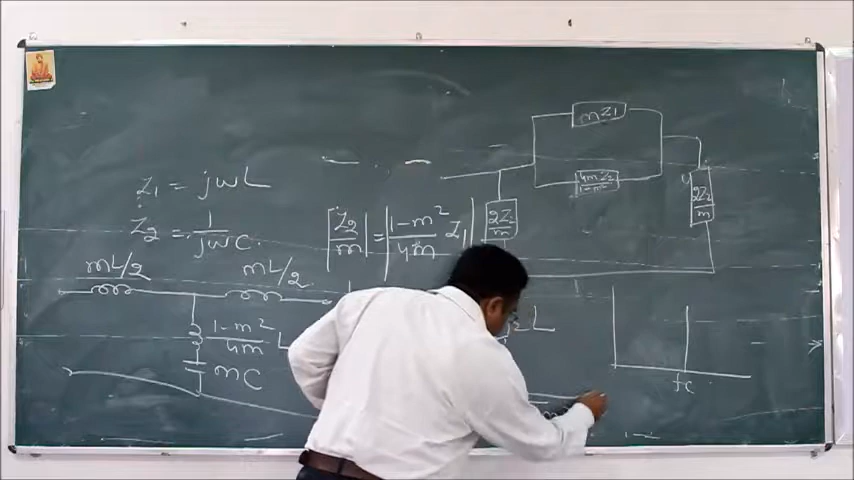 Z1 = jωL
Z2 = 1/jωC
|Z2/m| = |1-m²/4m Z1|
mL/2
mL/2
1-m²/4m L
mC
mZ1
4m Z2/1-m²
2Z2/m
2Z2/m
L
fc